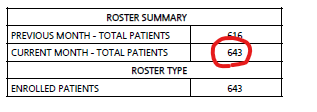 ROSTER SUMMARY
PREVIOUS MONTH - TOTAL PATIENTS 616
CURRENT MONTH - TOTAL PATIENTS 643
ROSTER TYPE
ENROLLED PATIENTS 643